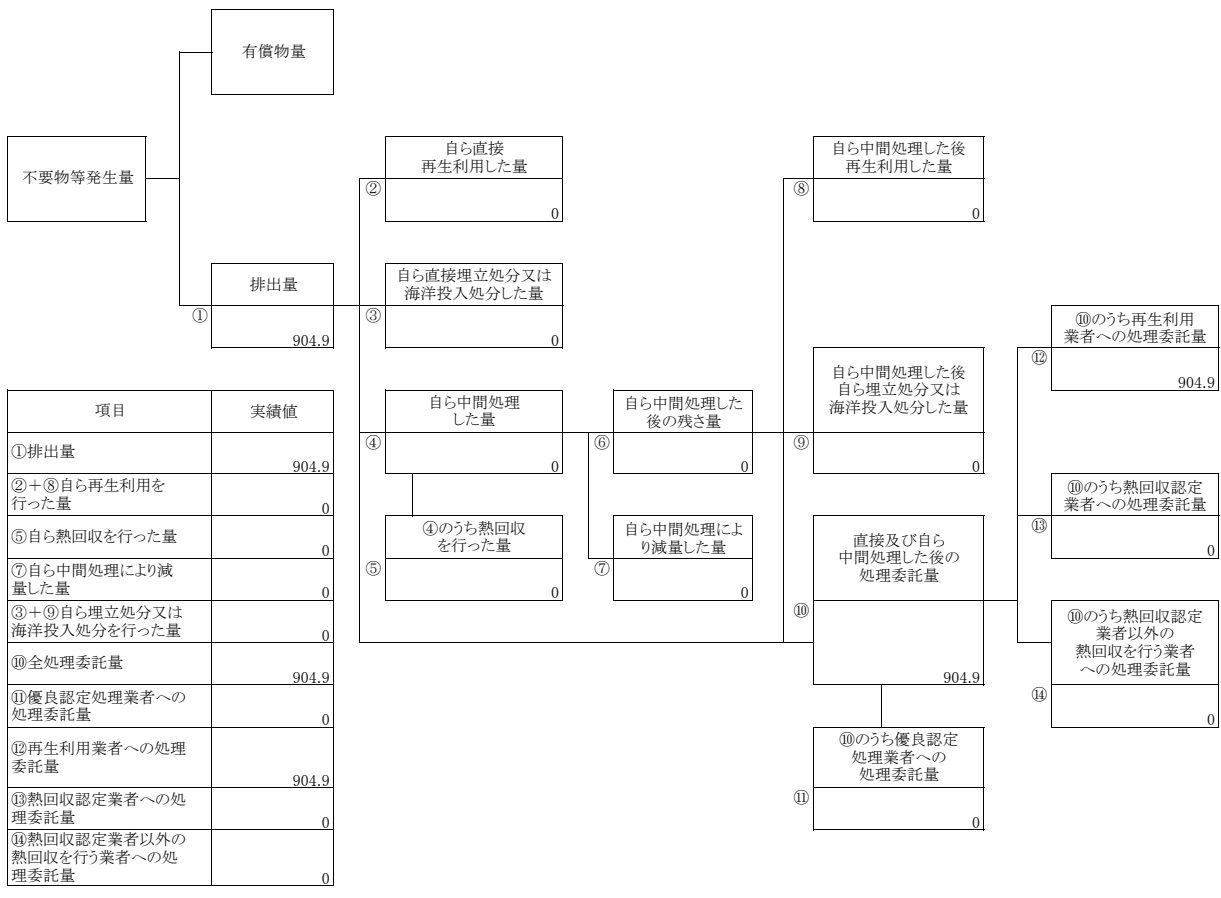 有償物量
不要物等発生量
排出量
①
904.9
自ら直接
再生利用した量
②
0
自ら直接埋立処分又は
海洋投入処分した量
③
0
自ら中間処理
した量
④
0
④のうち熱回収
を行った量
⑤
0
自ら中間処理した
後の残さ量
⑥
0
自ら中間処理によ
り減量した量
⑦
0
自ら中間処理した後
再生利用した量
⑧
0
自ら中間処理した後
自ら埋立処分又は
海洋投入処分した量
⑨
0
直接及び自ら
中間処理した後の
処理委託量
⑩
904.9
⑩のうち優良認定
処理業者への
処理委託量
⑪
0
⑩のうち再生利用
業者への処理委託量
⑫
904.9
⑩のうち熱回収認定
業者への処理委託量
⑬
0
⑩のうち熱回収認定
業者以外の
熱回収を行う業者
への処理委託量
⑭
0
項目 実績値
①排出量
904.9
②＋⑧自ら再生利用を
行った量
0
⑤自ら熱回収を行った量
0
⑦自ら中間処理により減
量した量
0
③＋⑨自ら埋立処分又は
海洋投入処分を行った量
0
⑩全処理委託量
904.9
⑪優良認定処理業者への
処理委託量
0
⑫再生利用業者への処理
委託量
904.9
⑬熱回収認定業者への処
理委託量
0
⑭熱回収認定業者以外の
熱回収を行う業者への処
理委託量
0